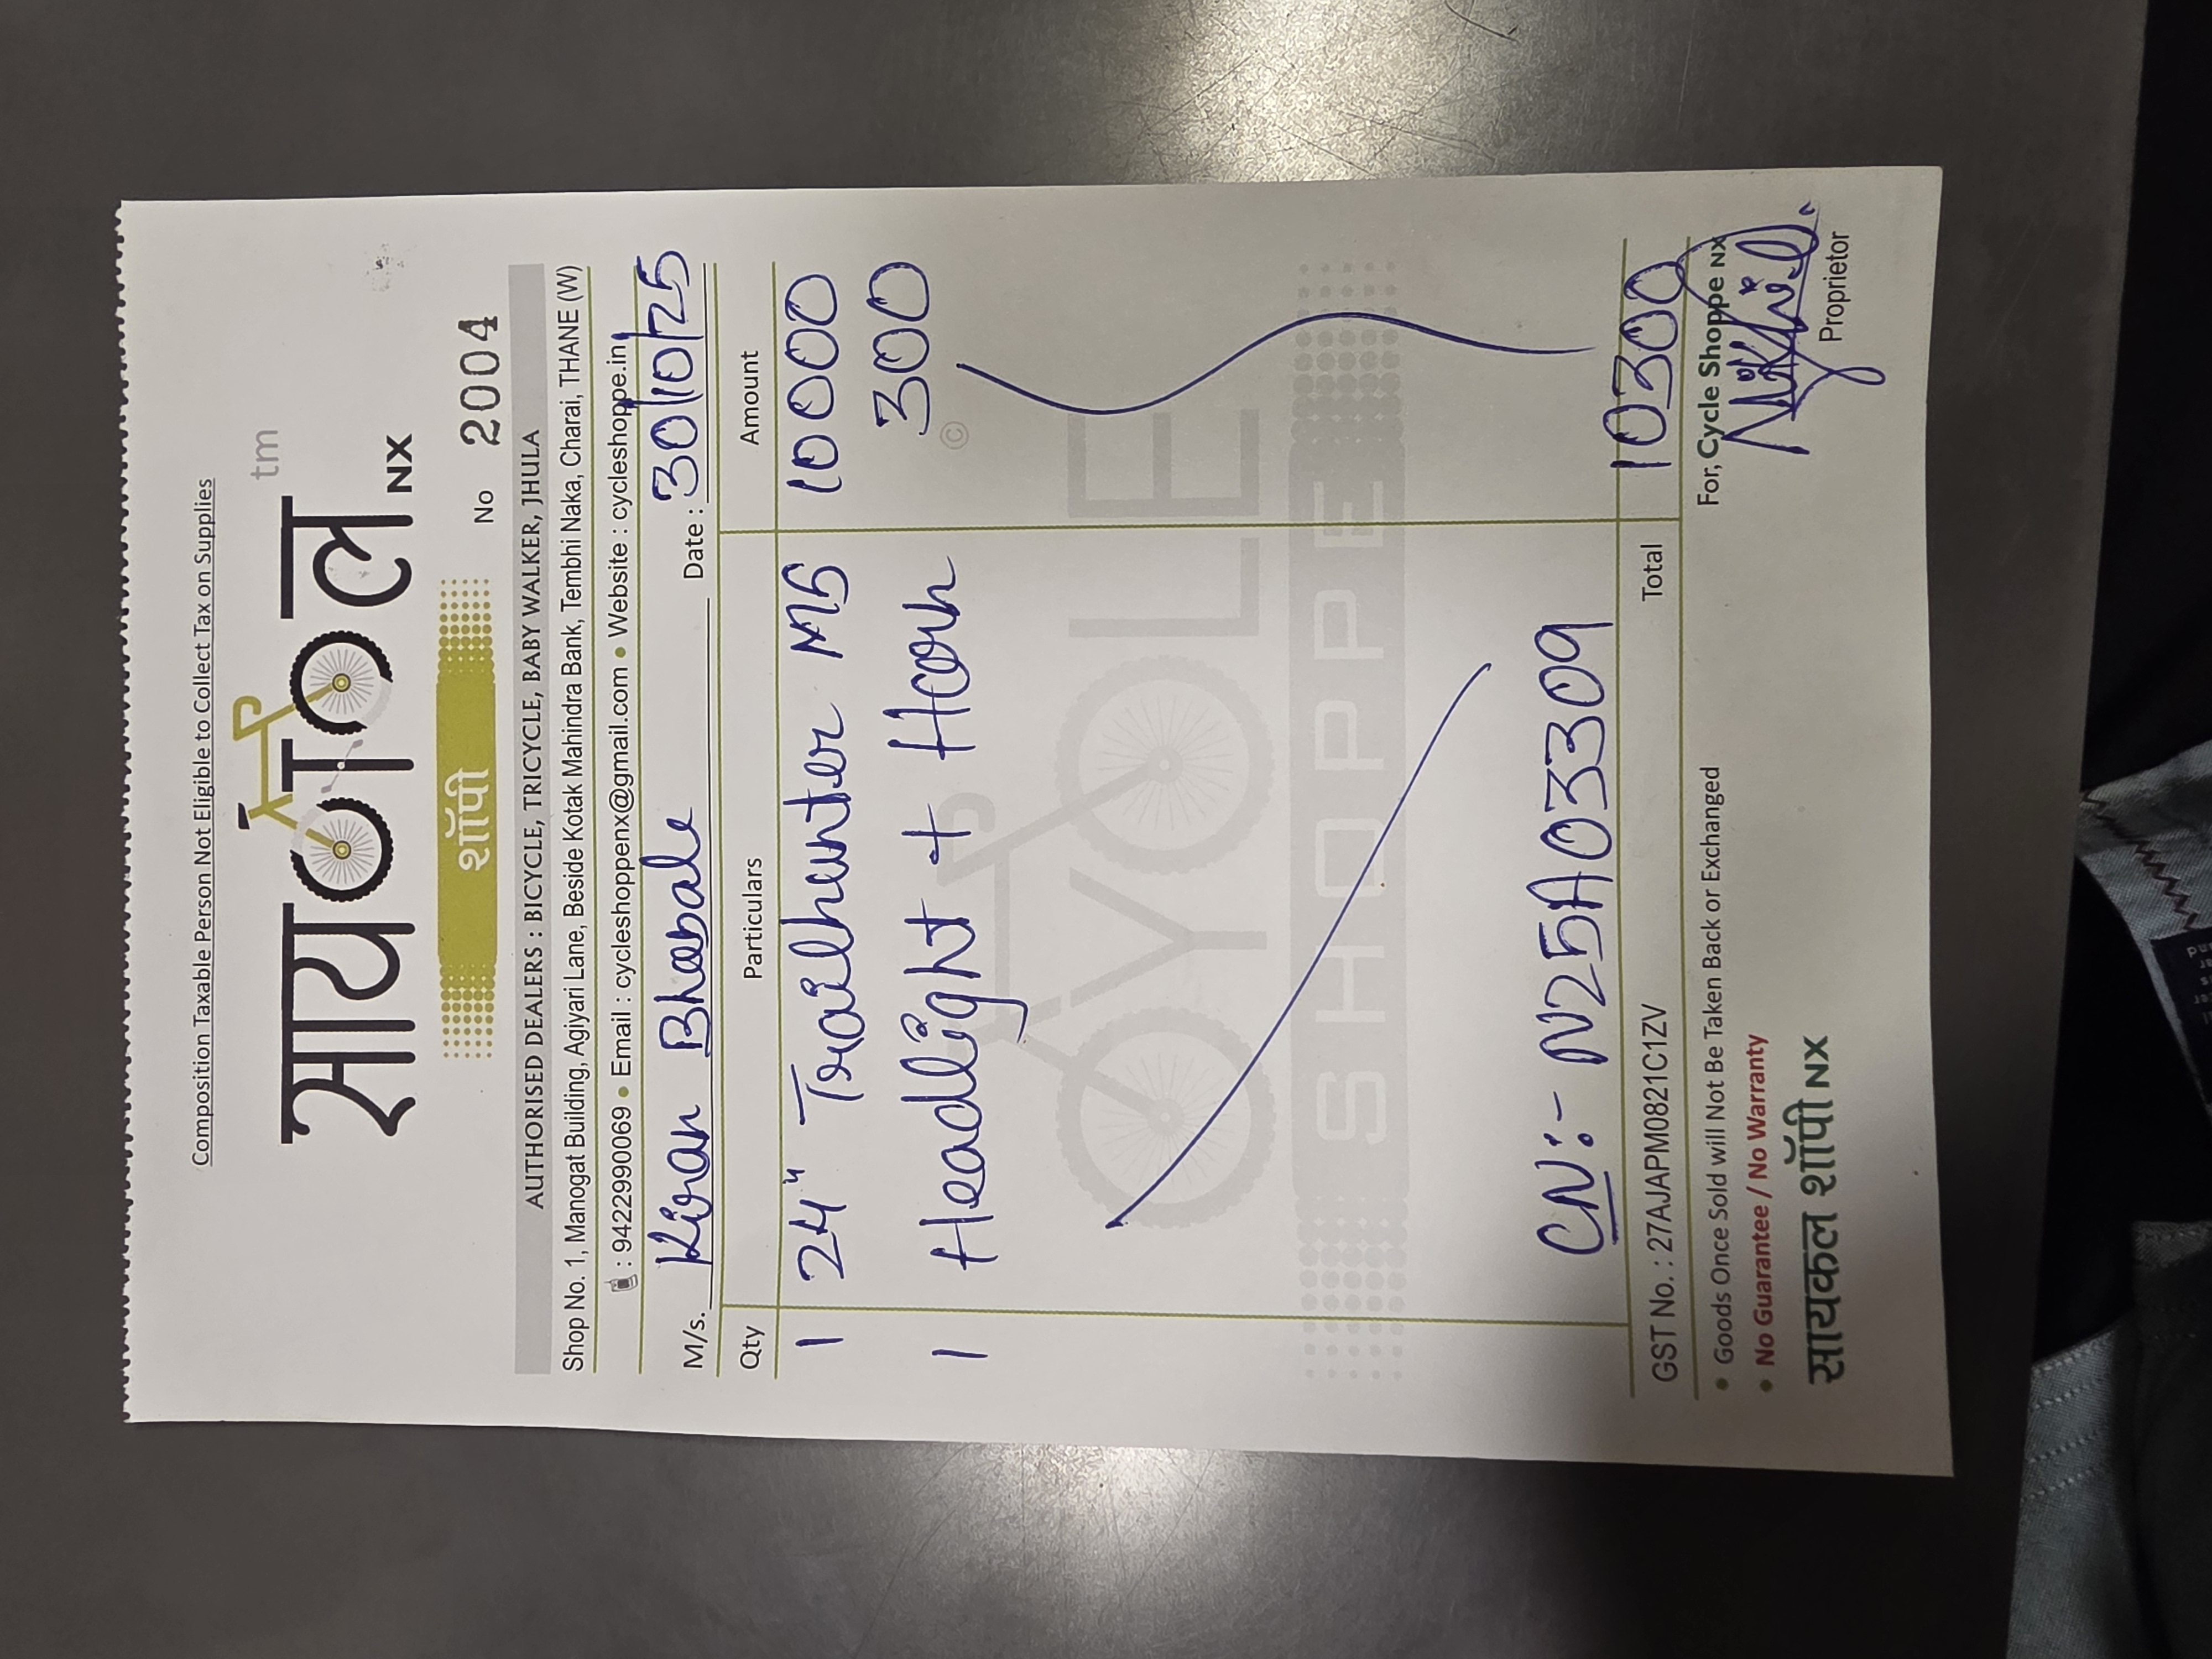 Composition Taxable Person Not Eligible to Collect Tax on Supplies
सायकल tm
NX
शॉपी
No 2004
AUTHORISED DEALERS : BICYCLE, TRICYCLE, BABY WALKER, JHULA
Shop No. 1, Manogat Building, Agiyari Lane, Beside Kotak Mahindra Bank, Tembhi Naka, Charai, THANE (W)
: 9422990069 • Email : cycleshoppenx@gmail.com • Website : cycleshoppe.in
M/s. Kiran Bhabale Date : 30/10/25
Qty Particulars Amount
1 24" Trailhunter MS 10000
1 Headlight + Horn 300
©
CYCLE
SHOPPE
CN:- N25A03309
GST No. : 27AJAPM0821C1ZV Total 10300
• Goods Once Sold will Not Be Taken Back or Exchanged
For, Cycle Shoppe NX
• No Guarantee / No Warranty
Nikhil
सायकल शॉपी NX
Proprietor